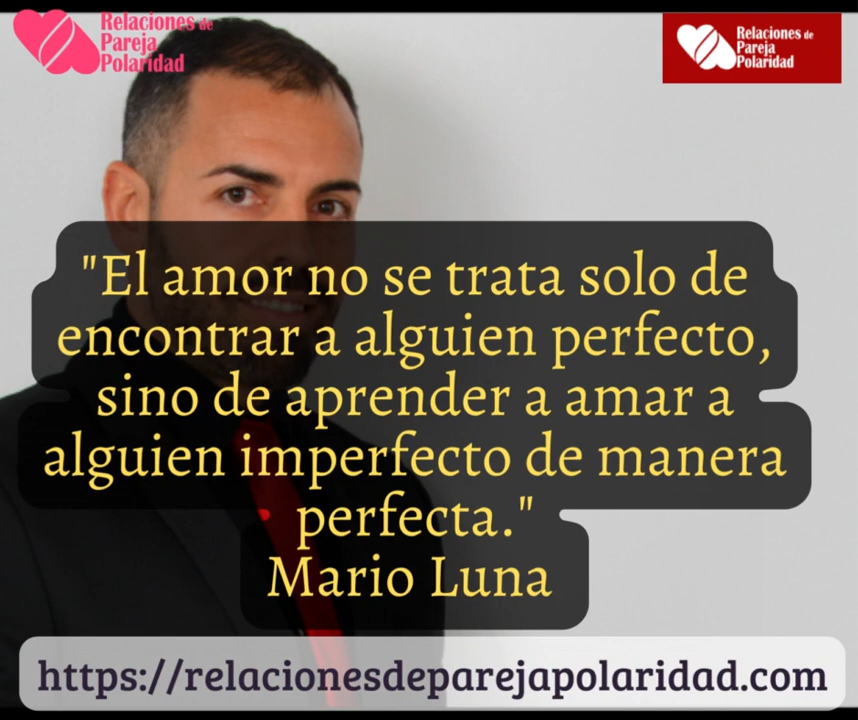 Relaciones de
Pareja
Polaridad
Relaciones de
Pareja
Polaridad
"El amor no se trata solo de
encontrar a alguien perfecto,
sino de aprender a amar a
alguien imperfecto de manera
perfecta."
Mario Luna
https://relacionesdeparejapolaridad.com